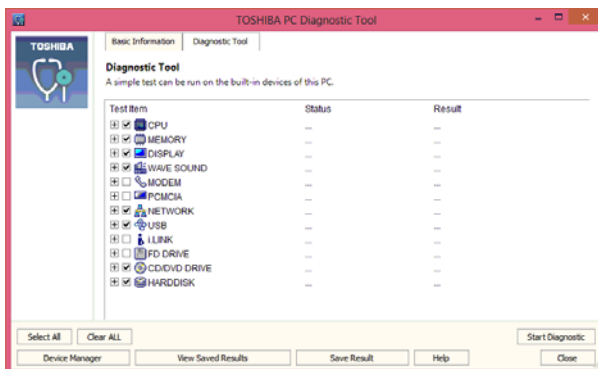 TOSHIBA PC Diagnostic Tool
TOSHIBA
Basic Information Diagnostic Tool
Diagnostic Tool
A simple test can be run on the built-in devices of this PC.
Test Item Status Result
CPU ... ...
MEMORY ... ...
DISPLAY ... ...
WAVE SOUND ... ...
MODEM ... ...
PCMCIA ... ...
NETWORK ... ...
USB ... ...
i.LINK ... ...
FD DRIVE ... ...
CD/DVD DRIVE ... ...
HARDDISK ... ...
Select All Clear ALL Start Diagnostic
Device Manager View Saved Results Save Result Help Close